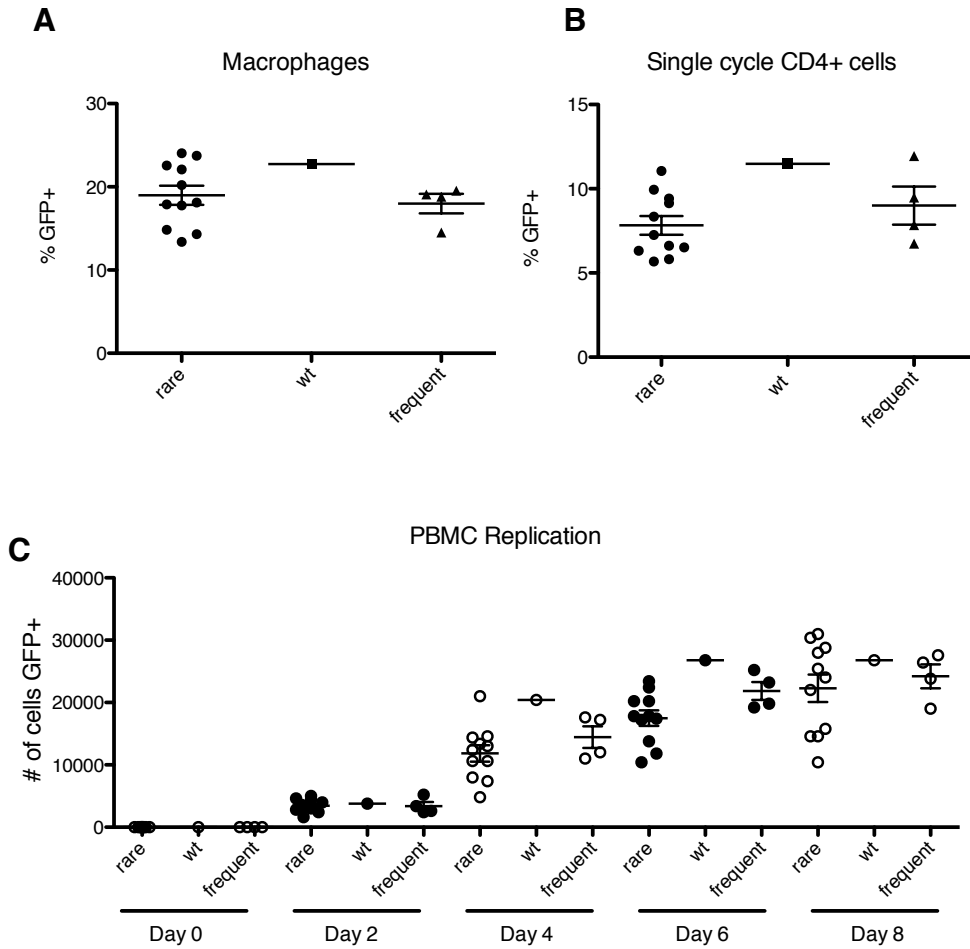 A
Macrophages
30
20
10
0
% GFP+
rare
wt
frequent
B
Single cycle CD4+ cells
15
10
5
0
% GFP+
rare
wt
frequent
C
PBMC Replication
40000
30000
20000
10000
0
# of cells GFP+
rare
wt
frequent
rare
wt
frequent
rare
wt
frequent
rare
wt
frequent
rare
wt
frequent
Day 0
Day 2
Day 4
Day 6
Day 8